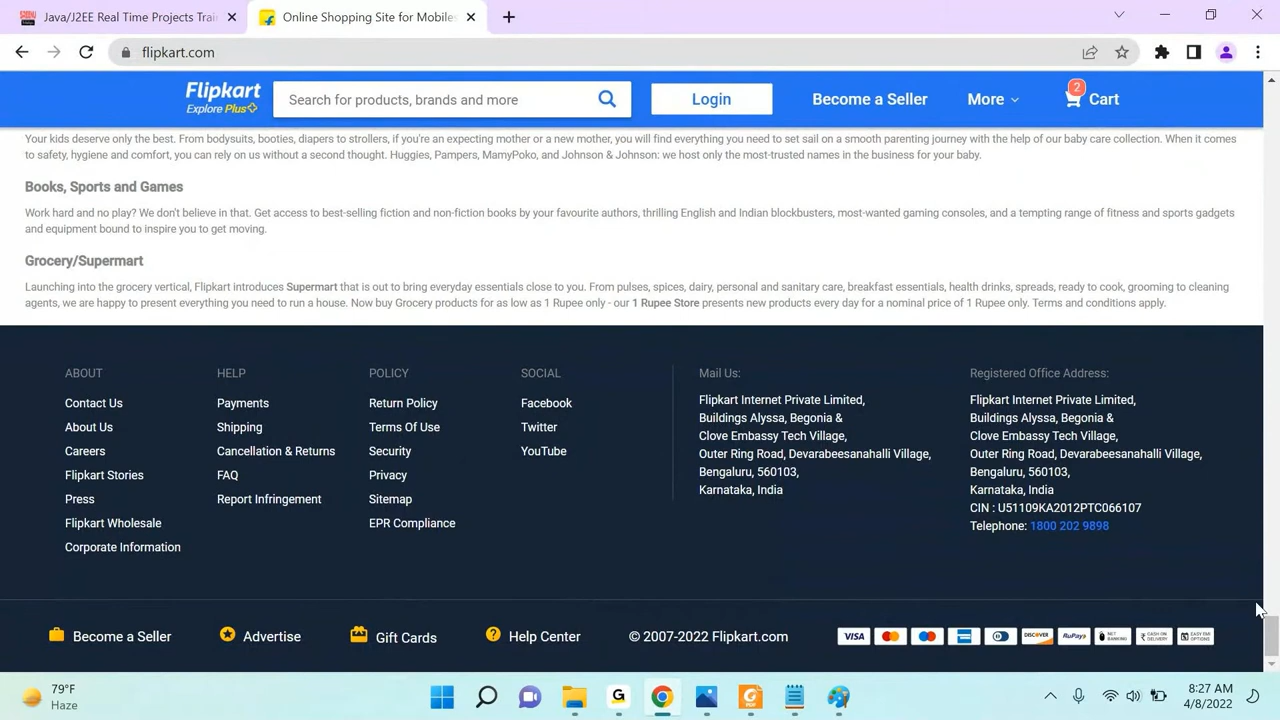 Java/J2EE Real Time Projects Trai
Online Shopping Site for Mobiles
flipkart.com
Flipkart
Explore Plus
Search for products, brands and more
Login
Become a Seller
More
2
Cart
Your kids deserve only the best. From bodysuits, booties, diapers to strollers, if you're an expecting mother or a new mother, you will find everything you need to set sail on a smooth parenting journey with the help of our baby care collection. When it comes
to safety, hygiene and comfort, you can rely on us without a second thought. Huggies, Pampers, MamyPoko, and Johnson & Johnson: we host only the most-trusted names in the business for your baby.
Books, Sports and Games
Work hard and no play? We don't believe in that. Get access to best-selling fiction and non-fiction books by your favourite authors, thrilling English and Indian blockbusters, most-wanted gaming consoles, and a tempting range of fitness and sports gadgets
and equipment bound to inspire you to get moving.
Grocery/Supermart
Launching into the grocery vertical, Flipkart introduces Supermart that is out to bring everyday essentials close to you. From pulses, spices, dairy, personal and sanitary care, breakfast essentials, health drinks, spreads, ready to cook, grooming to cleaning
agents, we are happy to present everything you need to run a house. Now buy Grocery products for as low as 1 Rupee only - our 1 Rupee Store presents new products every day for a nominal price of 1 Rupee only. Terms and conditions apply.
ABOUT
Contact Us
About Us
Careers
Flipkart Stories
Press
Flipkart Wholesale
Corporate Information
HELP
Payments
Shipping
Cancellation & Returns
FAQ
Report Infringement
POLICY
Return Policy
Terms Of Use
Security
Privacy
Sitemap
EPR Compliance
SOCIAL
Facebook
Twitter
YouTube
Mail Us:
Flipkart Internet Private Limited,
Buildings Alyssa, Begonia &
Clove Embassy Tech Village,
Outer Ring Road, Devarabeesanahalli Village,
Bengaluru, 560103,
Karnataka, India
Registered Office Address:
Flipkart Internet Private Limited,
Buildings Alyssa, Begonia &
Clove Embassy Tech Village,
Outer Ring Road, Devarabeesanahalli Village,
Bengaluru, 560103,
Karnataka, India
CIN : U51109KA2012PTC066107
Telephone: 1800 202 9898
Become a Seller
Advertise
Gift Cards
Help Center
© 2007-2022 Flipkart.com
VISA
DISCOVER
RuPay
NET BANKING
CASH ON DELIVERY
EASY EMI OPTIONS
79°F
Haze
G
8:27 AM
4/8/2022